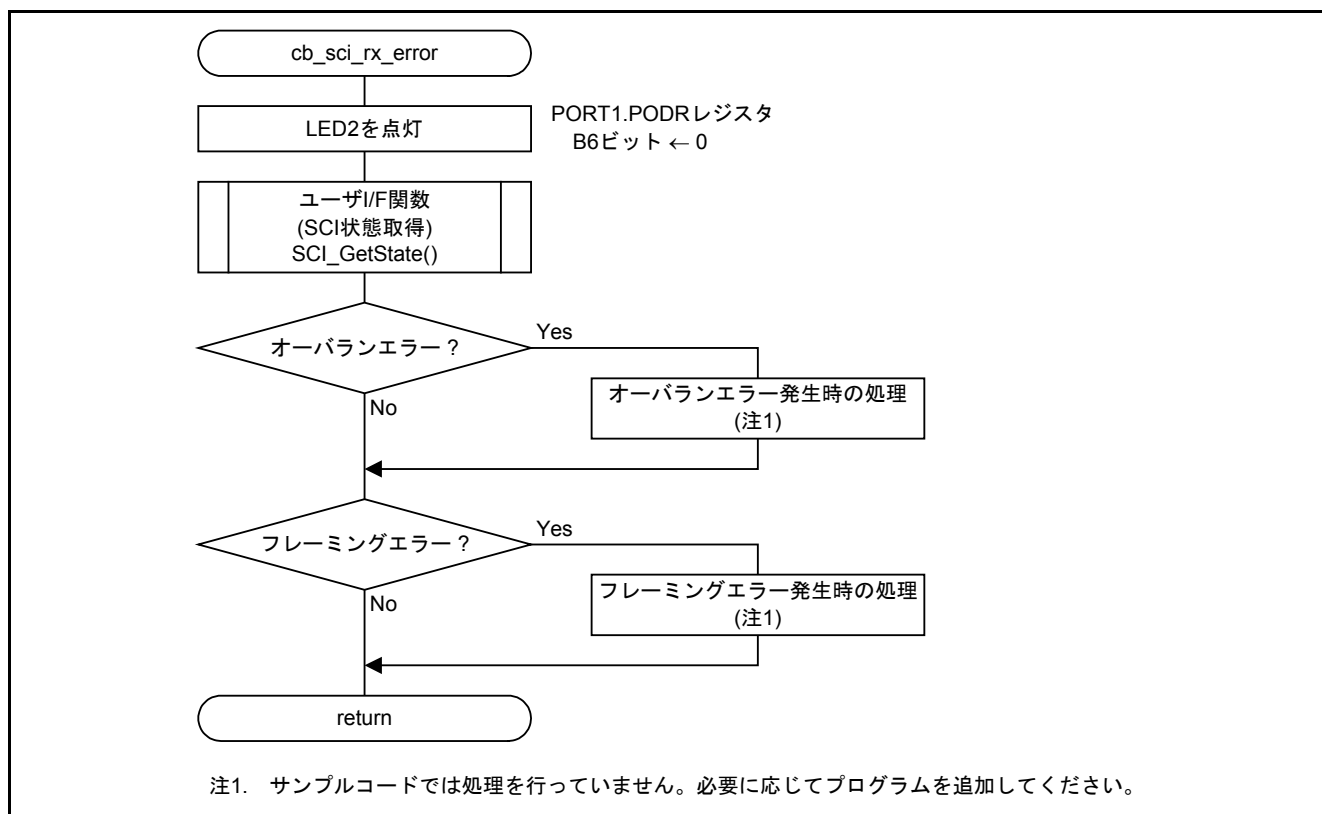 cb_sci_rx_error
LED2を点灯
PORT1.PODRレジスタ
B6ビット ← 0
ユーザI/F関数
(SCI状態取得)
SCI_GetState()
オーバランエラー？
Yes
オーバランエラー発生時の処理
(注1)
No
フレーミングエラー？
Yes
フレーミングエラー発生時の処理
(注1)
No
return
注1. サンプルコードでは処理を行っていません。必要に応じてプログラムを追加してください。